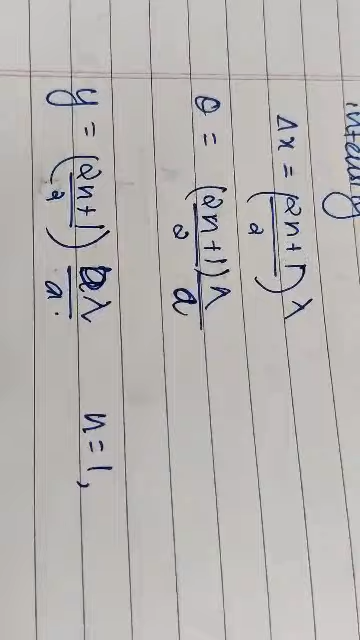 intensity
Δx = (2n+1/2) λ
θ = (2n+1)/2 λ/a
y = (2n+1/2) Dλ/a. n=1,